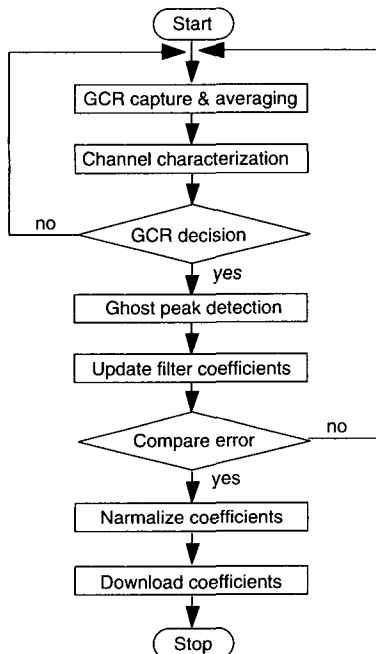 Start
GCR capture & averaging
Channel characterization
no
GCR decision
yes
Ghost peak detection
Update filter coefficients
no
Compare error
yes
Narmalize coefficients
Download coefficients
Stop